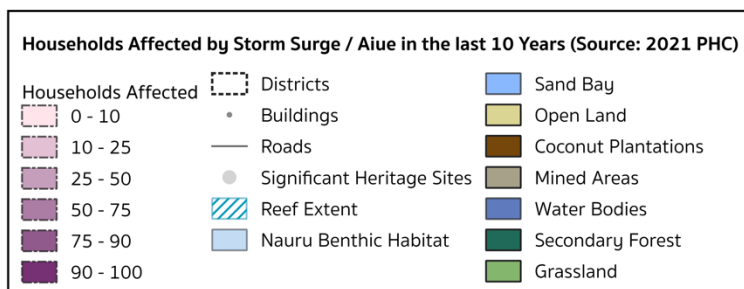 Households Affected by Storm Surge / Aiue in the last 10 Years (Source: 2021 PHC)
Households Affected
0 - 10
10 - 25
25 - 50
50 - 75
75 - 90
90 - 100
Districts
Buildings
Roads
Significant Heritage Sites
Reef Extent
Nauru Benthic Habitat
Sand Bay
Open Land
Coconut Plantations
Mined Areas
Water Bodies
Secondary Forest
Grassland